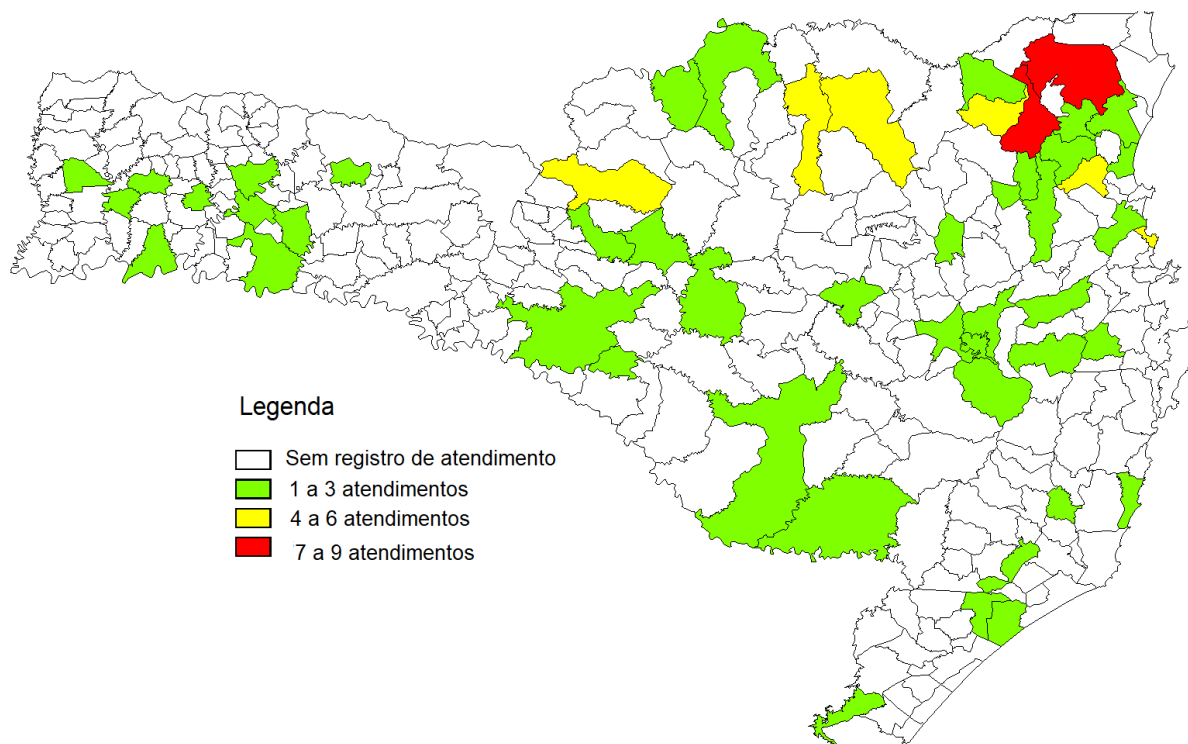 Legenda
Sem registro de atendimento
1 a 3 atendimentos
4 a 6 atendimentos
7 a 9 atendimentos